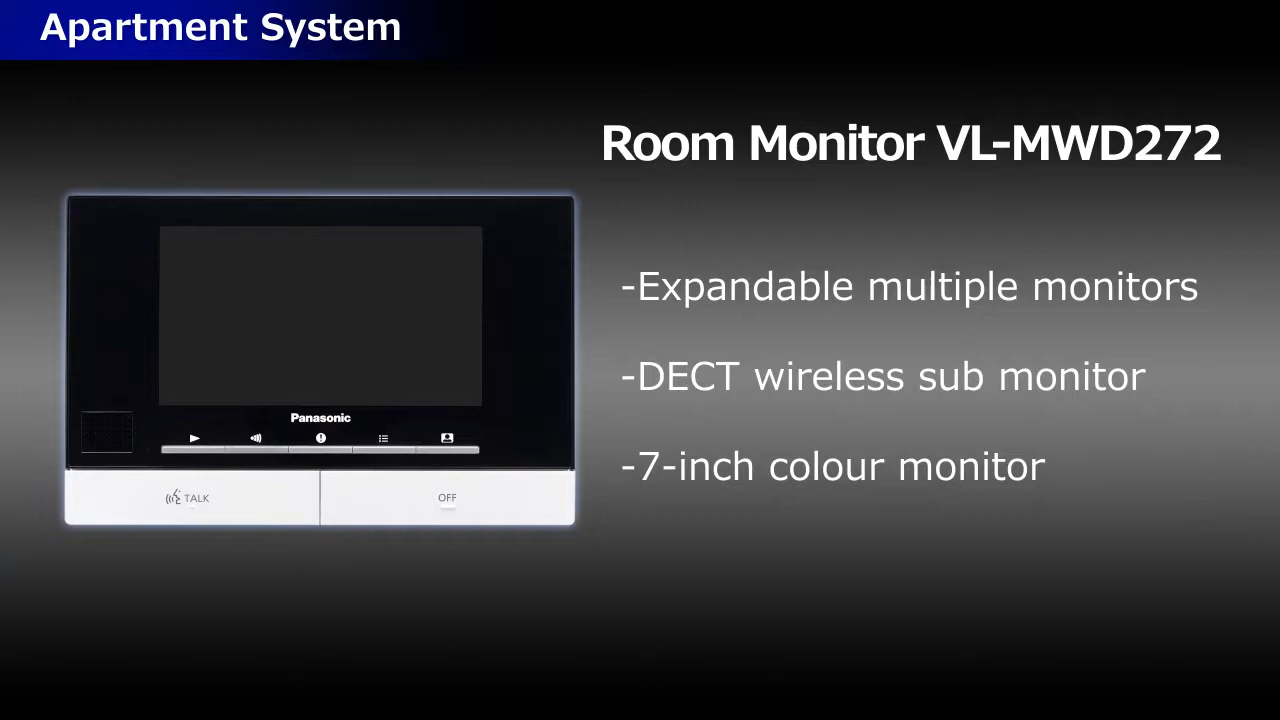 Apartment System
Room Monitor VL-MWD272
-Expandable multiple monitors
-DECT wireless sub monitor
-7-inch colour monitor
Panasonic
TALK
OFF